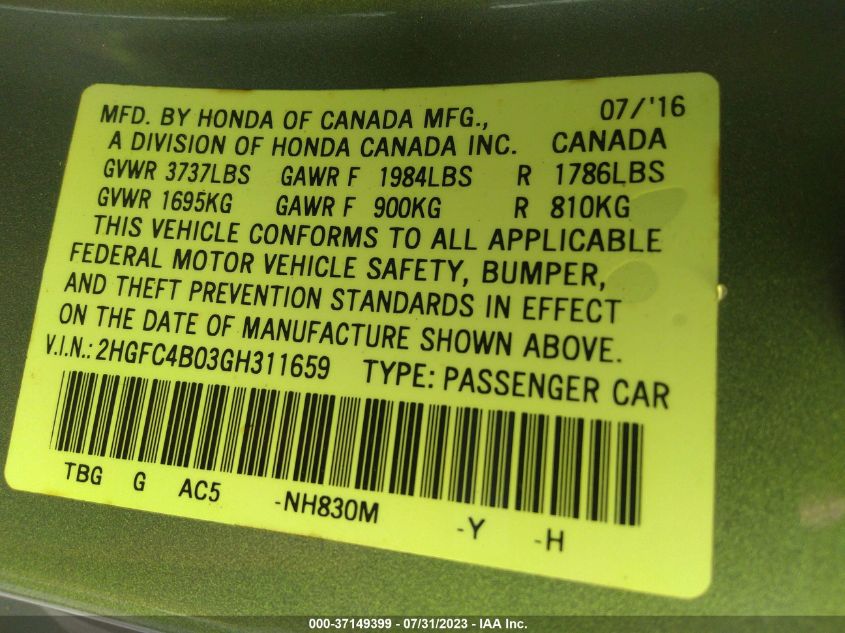 MFD. BY HONDA OF CANADA MFG., 07/'16
A DIVISION OF HONDA CANADA INC. CANADA
GVWR 3737LBS GAWR F 1984LBS R 1786LBS
GVWR 1695KG GAWR F 900KG R 810KG
THIS VEHICLE CONFORMS TO ALL APPLICABLE
FEDERAL MOTOR VEHICLE SAFETY, BUMPER,
AND THEFT PREVENTION STANDARDS IN EFFECT
ON THE DATE OF MANUFACTURE SHOWN ABOVE.
V.I.N.: 2HGFC4B03GH311659 TYPE: PASSENGER CAR
TBG G AC5 -NH830M -Y -H
000-37149399 - 07/31/2023 - IAA Inc.